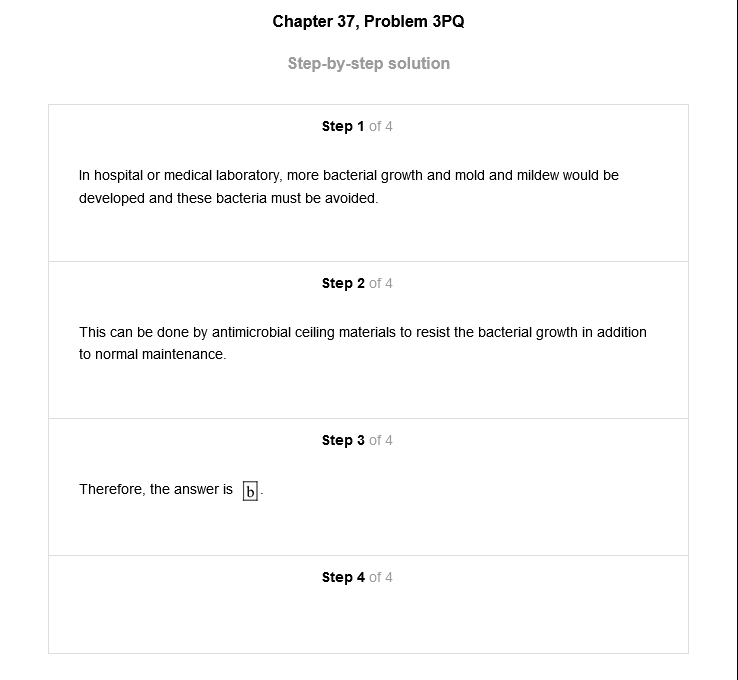 Chapter 37, Problem 3PQ
Step-by-step solution
Step 1 of 4
In hospital or medical laboratory, more bacterial growth and mold and mildew would be
developed and these bacteria must be avoided.
Step 2 of 4
This can be done by antimicrobial ceiling materials to resist the bacterial growth in addition
to normal maintenance.
Step 3 of 4
Therefore, the answer is b.
Step 4 of 4